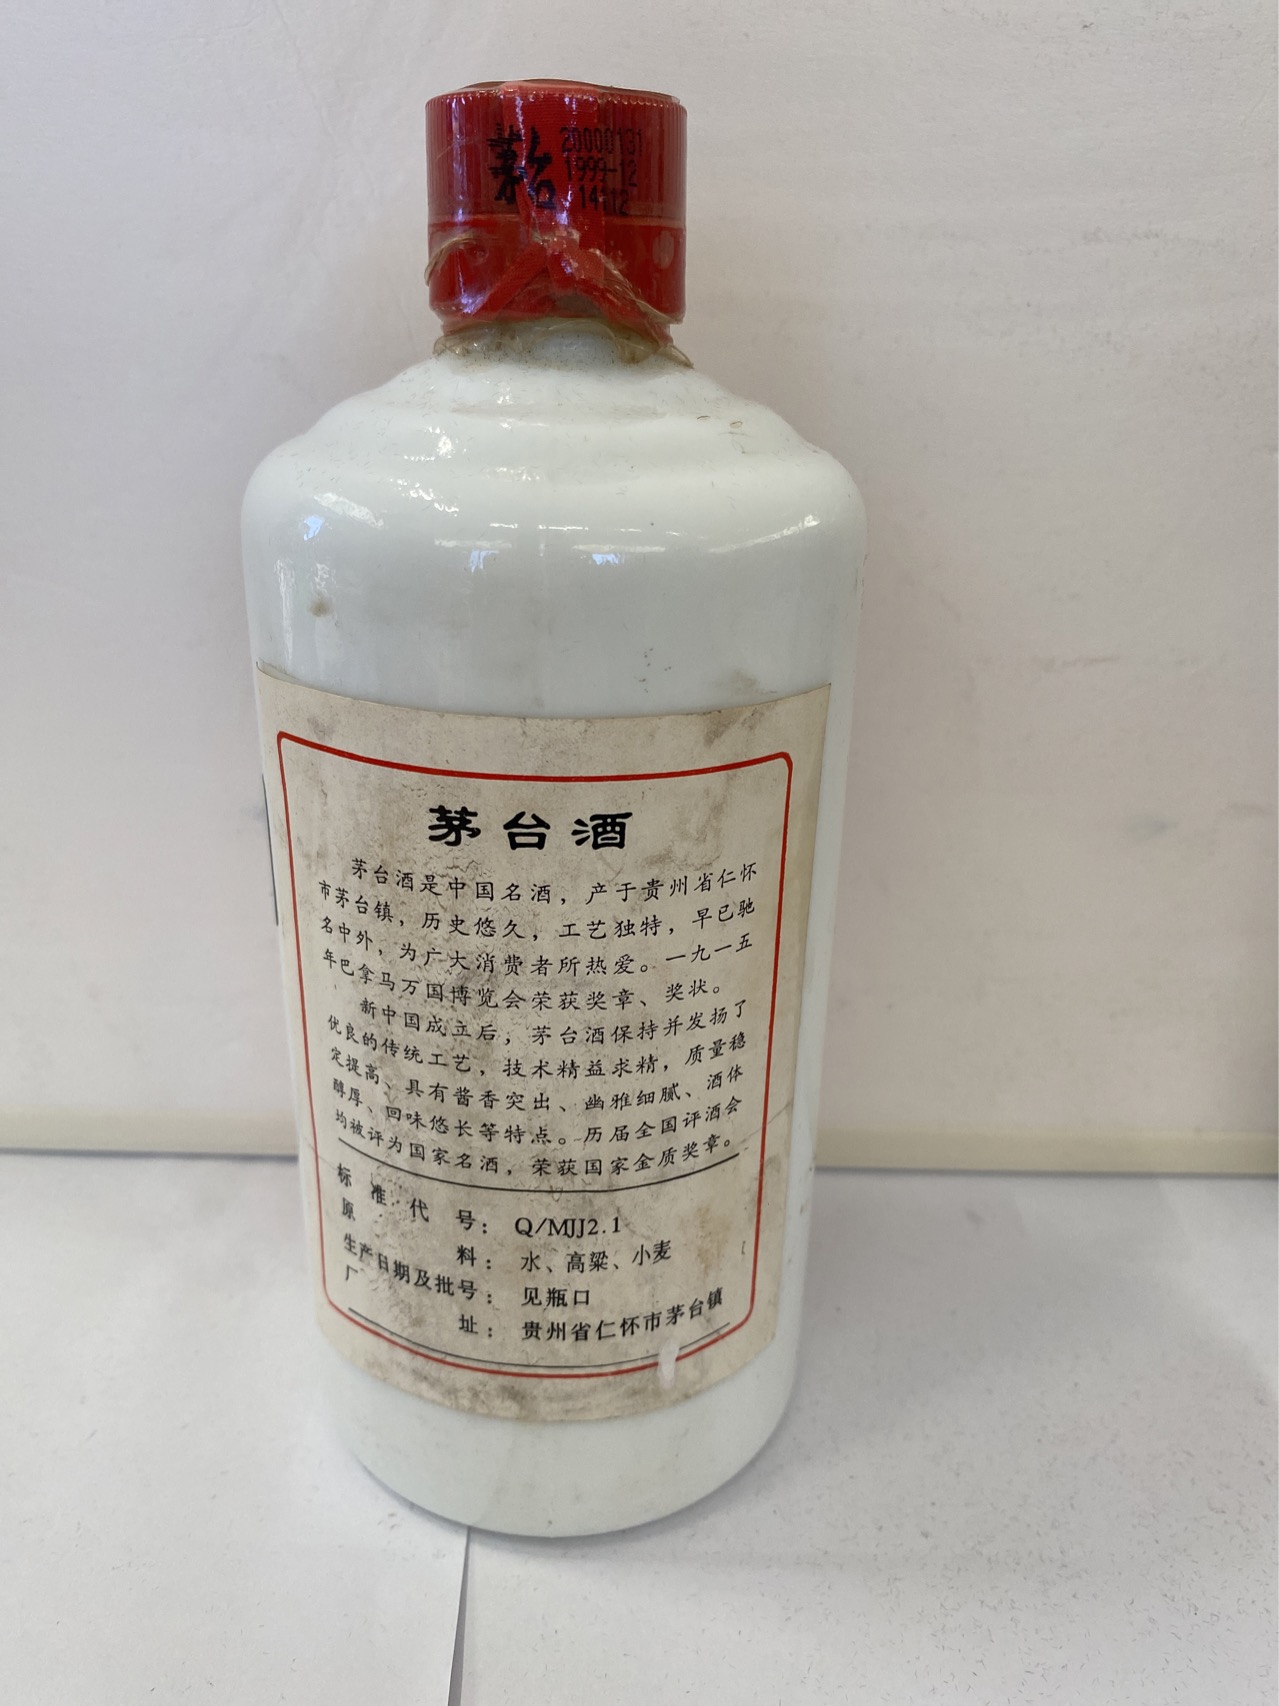 茅台
20000131
1999-12
14112
茅台酒
茅台酒是中国名酒，产于贵州省仁怀
市茅台镇，历史悠久，工艺独特，早已驰
名中外，为广大消费者所热爱。一九一五
年巴拿马万国博览会荣获奖章、奖状。
新中国成立后，茅台酒保持并发扬了
优良的传统工艺，技术精益求精，质量稳
定提高、具有酱香突出、幽雅细腻、酒体
醇厚、回味悠长等特点。历届全国评酒会
均被评为国家名酒，荣获国家金质奖章。
标准代号：Q/MJJ2.1
原料：水、高粱、小麦
生产日期及批号：见瓶口
厂址：贵州省仁怀市茅台镇